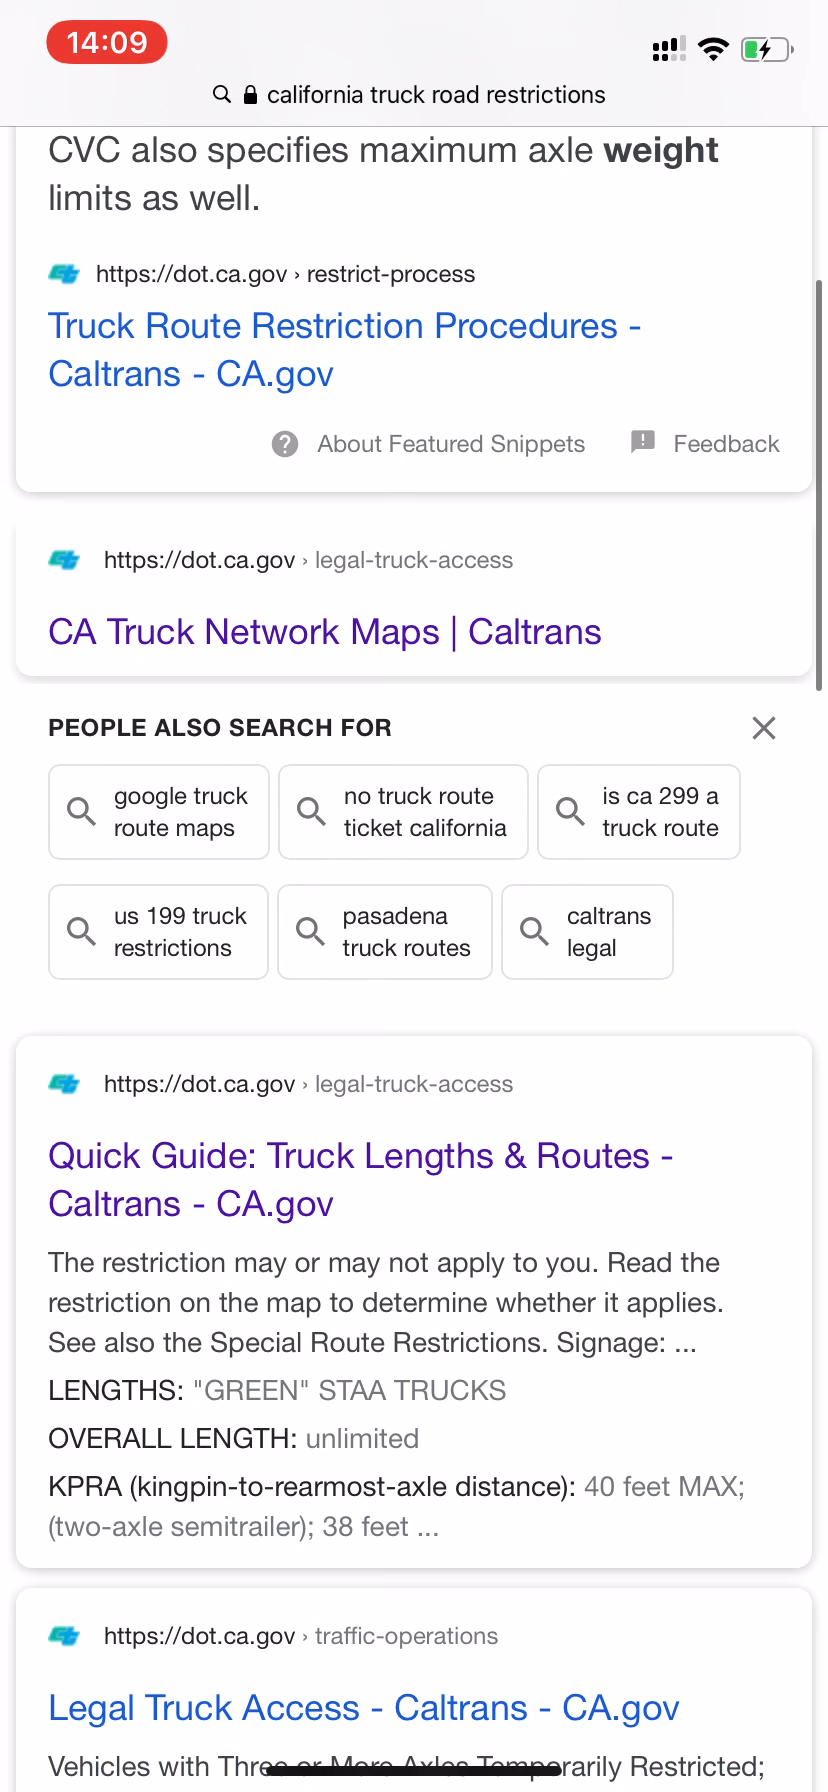 14:09
california truck road restrictions
CVC also specifies maximum axle weight
limits as well.
https://dot.ca.gov › restrict-process
Truck Route Restriction Procedures -
Caltrans - CA.gov
About Featured Snippets
Feedback
https://dot.ca.gov › legal-truck-access
CA Truck Network Maps | Caltrans
PEOPLE ALSO SEARCH FOR
google truck
route maps
no truck route
ticket california
is ca 299 a
truck route
us 199 truck
restrictions
pasadena
truck routes
caltrans
legal
https://dot.ca.gov › legal-truck-access
Quick Guide: Truck Lengths & Routes -
Caltrans - CA.gov
The restriction may or may not apply to you. Read the
restriction on the map to determine whether it applies.
See also the Special Route Restrictions. Signage: ...
LENGTHS: "GREEN" STAA TRUCKS
OVERALL LENGTH: unlimited
KPRA (kingpin-to-rearmost-axle distance): 40 feet MAX;
(two-axle semitrailer); 38 feet ...
https://dot.ca.gov › traffic-operations
Legal Truck Access - Caltrans - CA.gov
Vehicles with Three or More Axles Temporarily Restricted;